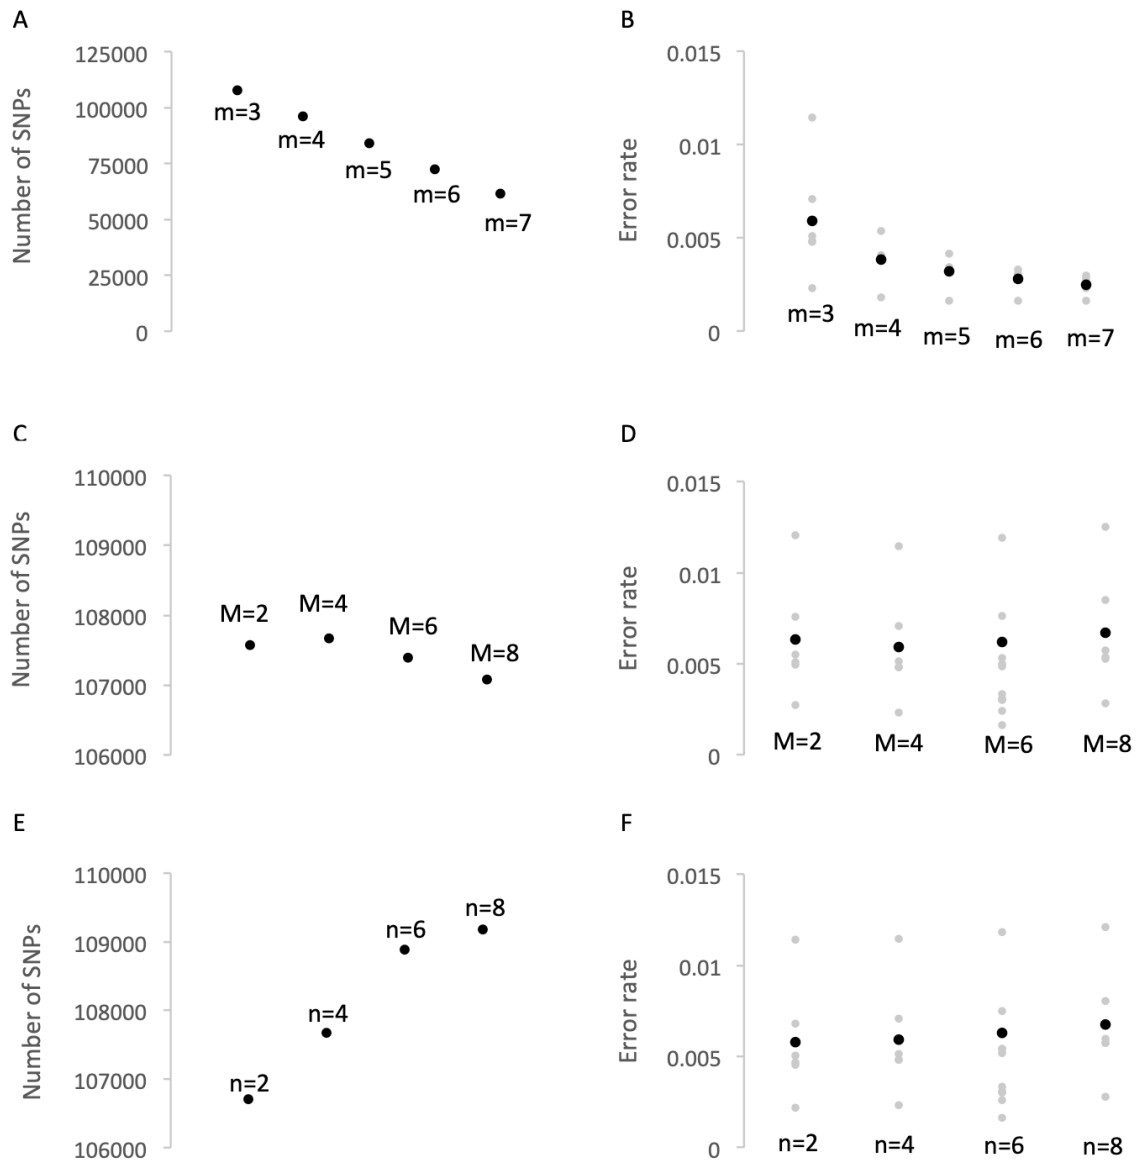 A
Number of SNPs
125000
100000
75000
50000
25000
0
m=3
m=4
m=5
m=6
m=7
B
Error rate
0.015
0.01
0.005
0
m=3
m=4
m=5
m=6
m=7
C
Number of SNPs
110000
109000
108000
107000
106000
M=2
M=4
M=6
M=8
D
Error rate
0.015
0.01
0.005
0
M=2
M=4
M=6
M=8
E
Number of SNPs
110000
109000
108000
107000
106000
n=2
n=4
n=6
n=8
F
Error rate
0.015
0.01
0.005
0
n=2
n=4
n=6
n=8